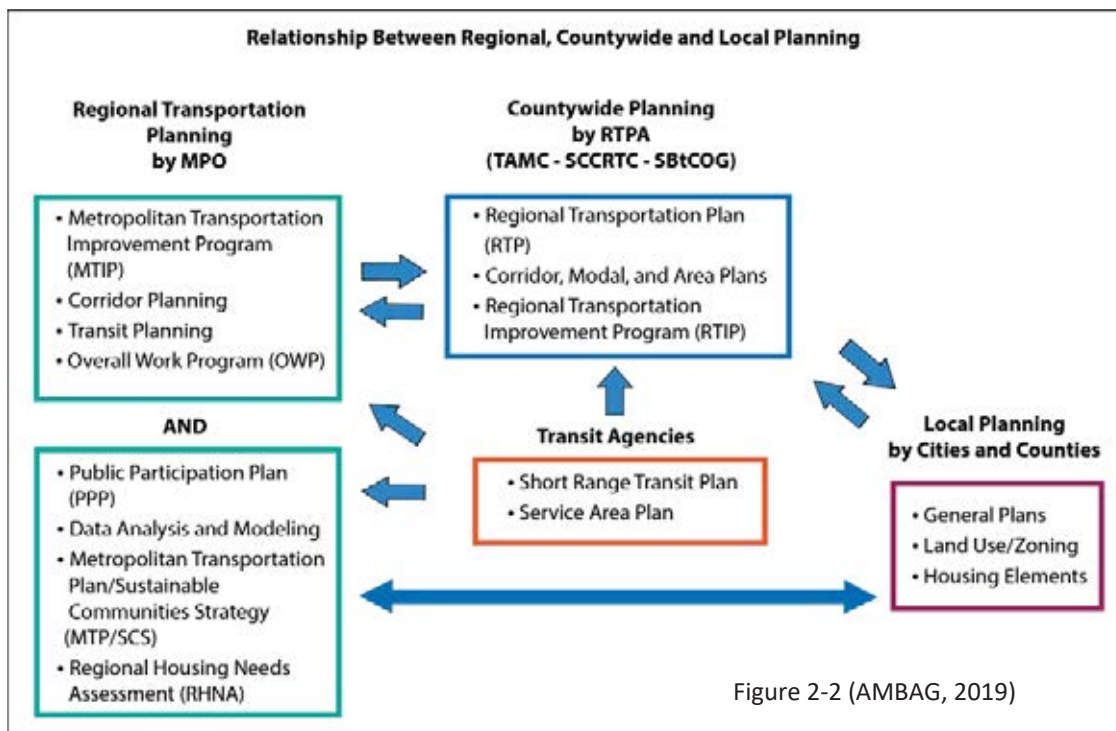 Relationship Between Regional, Countywide and Local Planning
Regional Transportation
Planning
by MPO
• Metropolitan Transportation
Improvement Program
(MTIP)
• Corridor Planning
• Transit Planning
• Overall Work Program (OWP)
AND
• Public Participation Plan
(PPP)
• Data Analysis and Modeling
• Metropolitan Transportation
Plan/Sustainable
Communities Strategy
(MTP/SCS)
• Regional Housing Needs
Assessment (RHNA)
Countywide Planning
by RTPA
(TAMC - SCCRTC - SBtCOG)
• Regional Transportation Plan
(RTP)
• Corridor, Modal, and Area Plans
• Regional Transportation
Improvement Program (RTIP)
Transit Agencies
• Short Range Transit Plan
• Service Area Plan
Local Planning
by Cities and Counties
• General Plans
• Land Use/Zoning
• Housing Elements
Figure 2-2 (AMBAG, 2019)